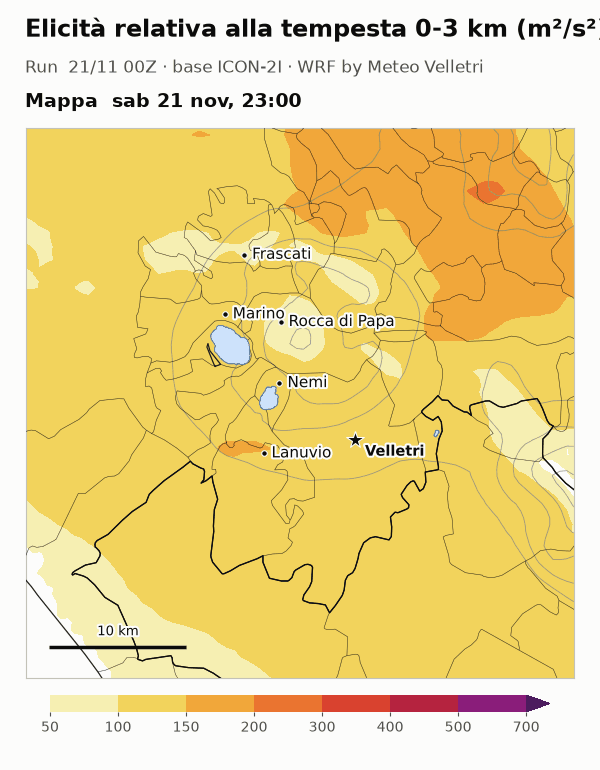 Elicità relativa alla tempesta 0-3 km (m²/s²)
Run  21/11 00Z · base ICON-2I · WRF by Meteo Velletri
Mappa  sab 21 nov, 23:00
Frascati
Marino
Rocca di Papa
Nemi
Velletri
Lanuvio
10 km
50 100 150 200 300 400 500 700